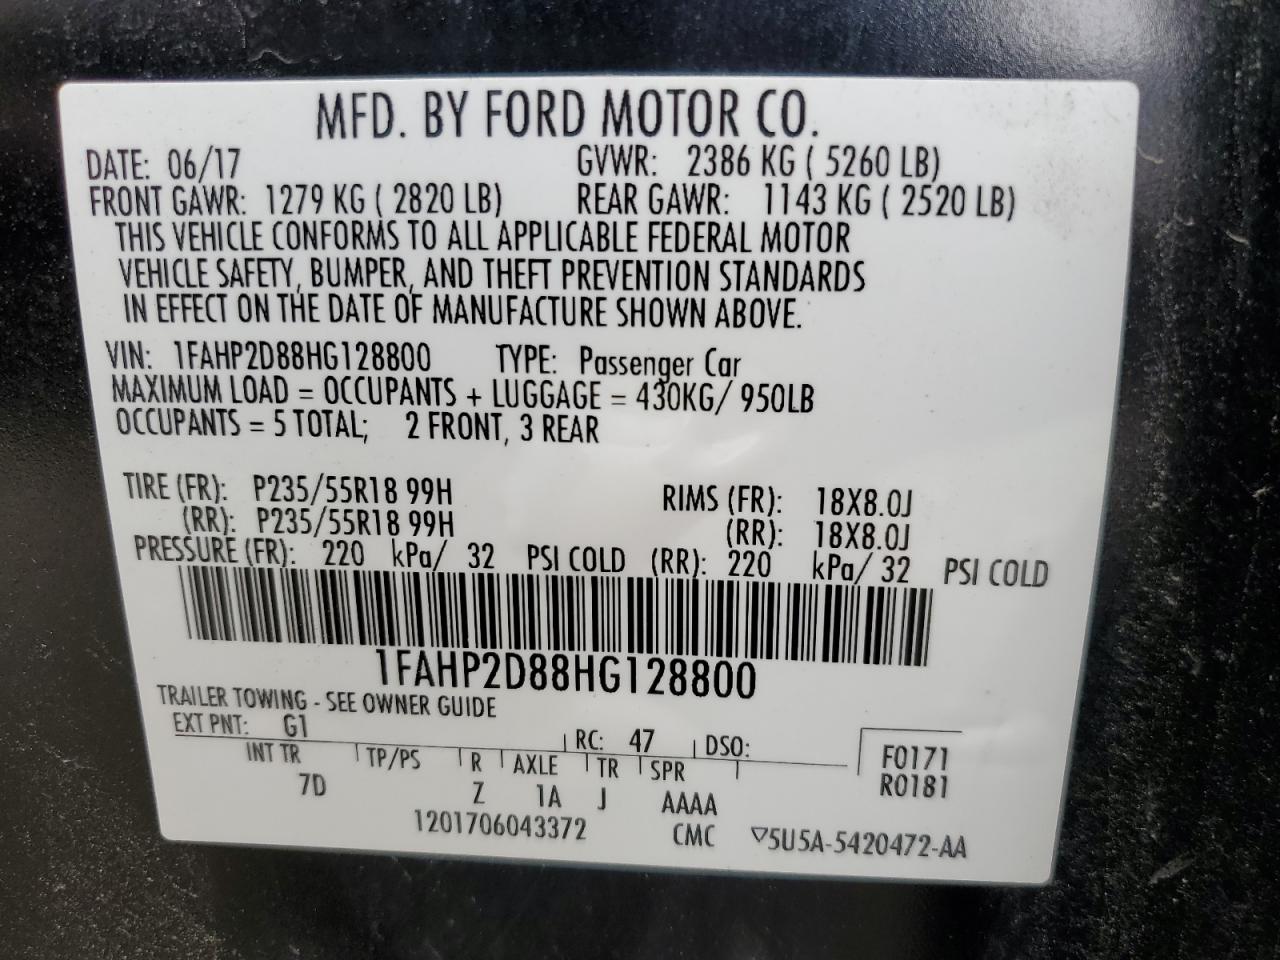 MFD. BY FORD MOTOR CO.
DATE: 06/17 GVWR: 2386 KG ( 5260 LB)
FRONT GAWR: 1279 KG ( 2820 LB) REAR GAWR: 1143 KG ( 2520 LB)
THIS VEHICLE CONFORMS TO ALL APPLICABLE FEDERAL MOTOR
VEHICLE SAFETY, BUMPER, AND THEFT PREVENTION STANDARDS
IN EFFECT ON THE DATE OF MANUFACTURE SHOWN ABOVE.
VIN: 1FAHP2D88HG128800 TYPE: Passenger Car
MAXIMUM LOAD = OCCUPANTS + LUGGAGE = 430KG/ 950LB
OCCUPANTS = 5 TOTAL; 2 FRONT, 3 REAR
TIRE (FR): P235/55R18 99H RIMS (FR): 18X8.0J
(RR): P235/55R18 99H (RR): 18X8.0J
PRESSURE (FR): 220 kPa/ 32 PSI COLD (RR): 220 kPa/ 32 PSI COLD
1FAHP2D88HG128800
TRAILER TOWING - SEE OWNER GUIDE
EXT PNT: G1 RC: 47 DSO: F0171
INT TR TP/PS R AXLE TR SPR R0181
7D Z 1A J AAAA
1201706043372 CMC ▽5U5A-5420472-AA